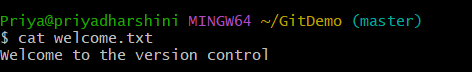 Priya@priyadharshini MINGW64 ~/GitDemo (master)
$ cat welcome.txt
Welcome to the version control